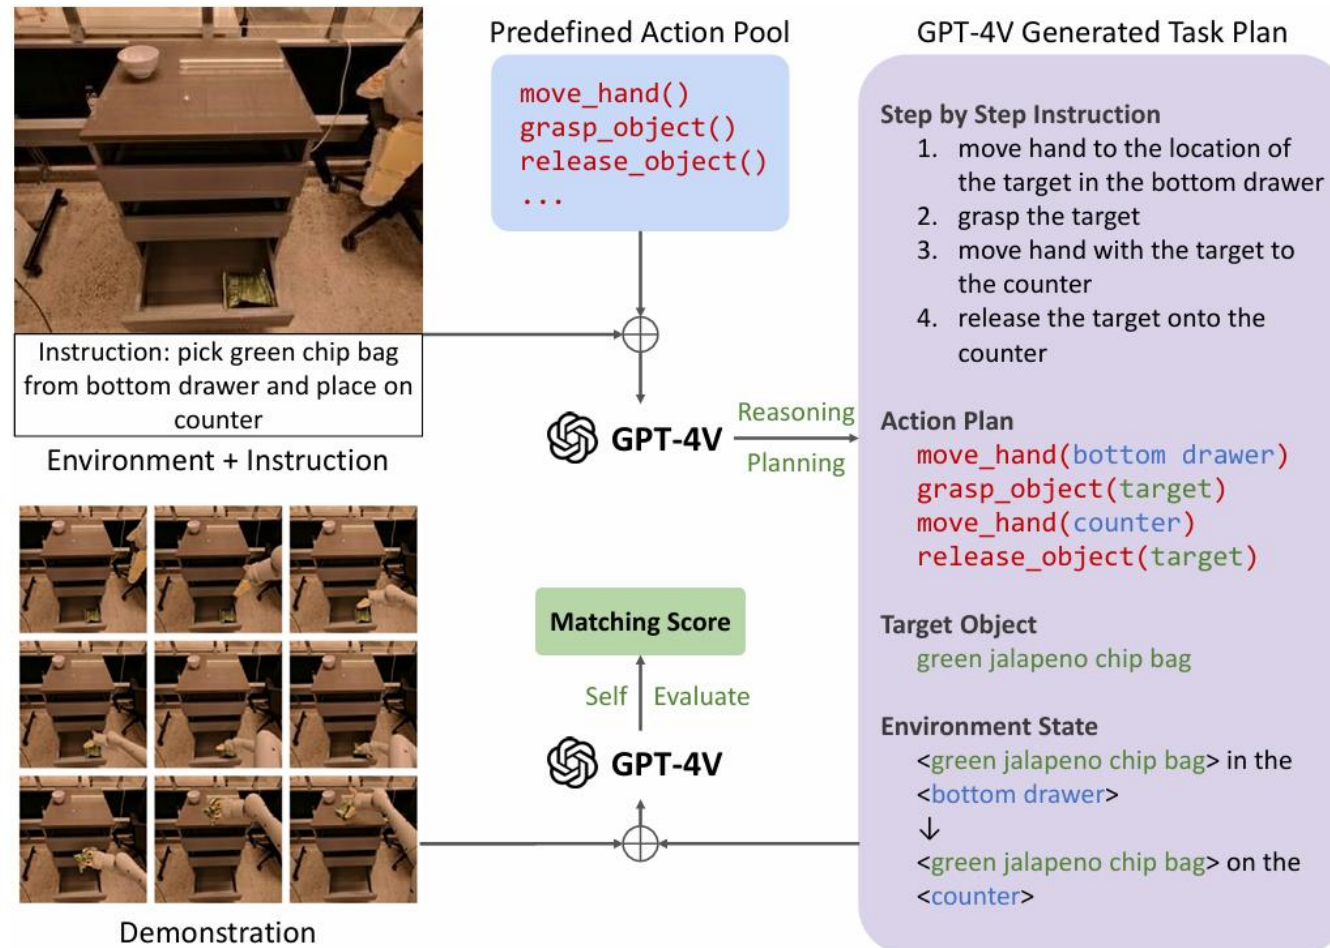 Predefined Action Pool
move_hand()
grasp_object()
release_object()
...
Instruction: pick green chip bag
from bottom drawer and place on
counter
Environment + Instruction
GPT-4V
Reasoning
Planning
GPT-4V Generated Task Plan
Step by Step Instruction
1. move hand to the location of
the target in the bottom drawer
2. grasp the target
3. move hand with the target to
the counter
4. release the target onto the
counter
Action Plan
move_hand(bottom drawer)
grasp_object(target)
move_hand(counter)
release_object(target)
Target Object
green jalapeno chip bag
Environment State
<green jalapeno chip bag> in the
<bottom drawer>
↓
<green jalapeno chip bag> on the
<counter>
Matching Score
Self Evaluate
GPT-4V
Demonstration